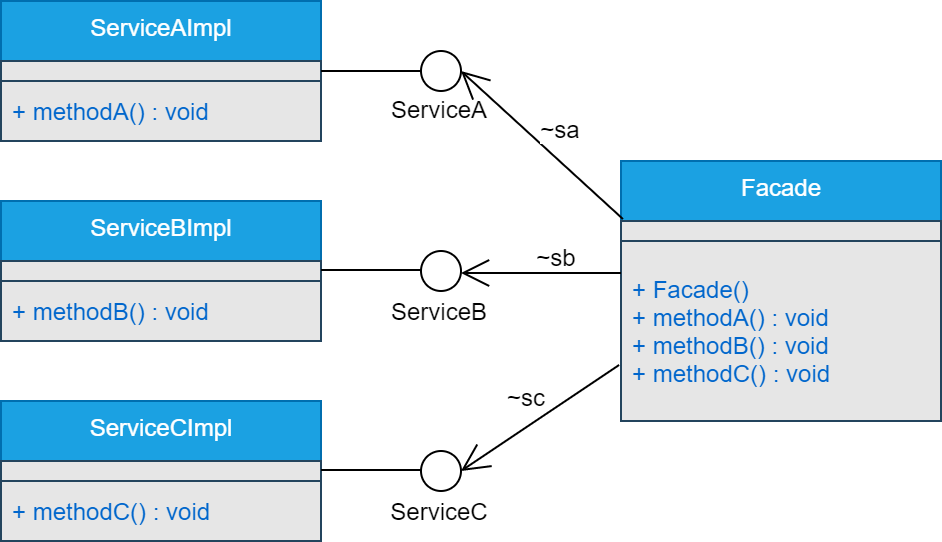 ServiceAImpl
+ methodA() : void
ServiceA
~sa
ServiceBImpl
+ methodB() : void
ServiceB
~sb
ServiceCImpl
+ methodC() : void
ServiceC
~sc
Facade
+ Facade()
+ methodA() : void
+ methodB() : void
+ methodC() : void